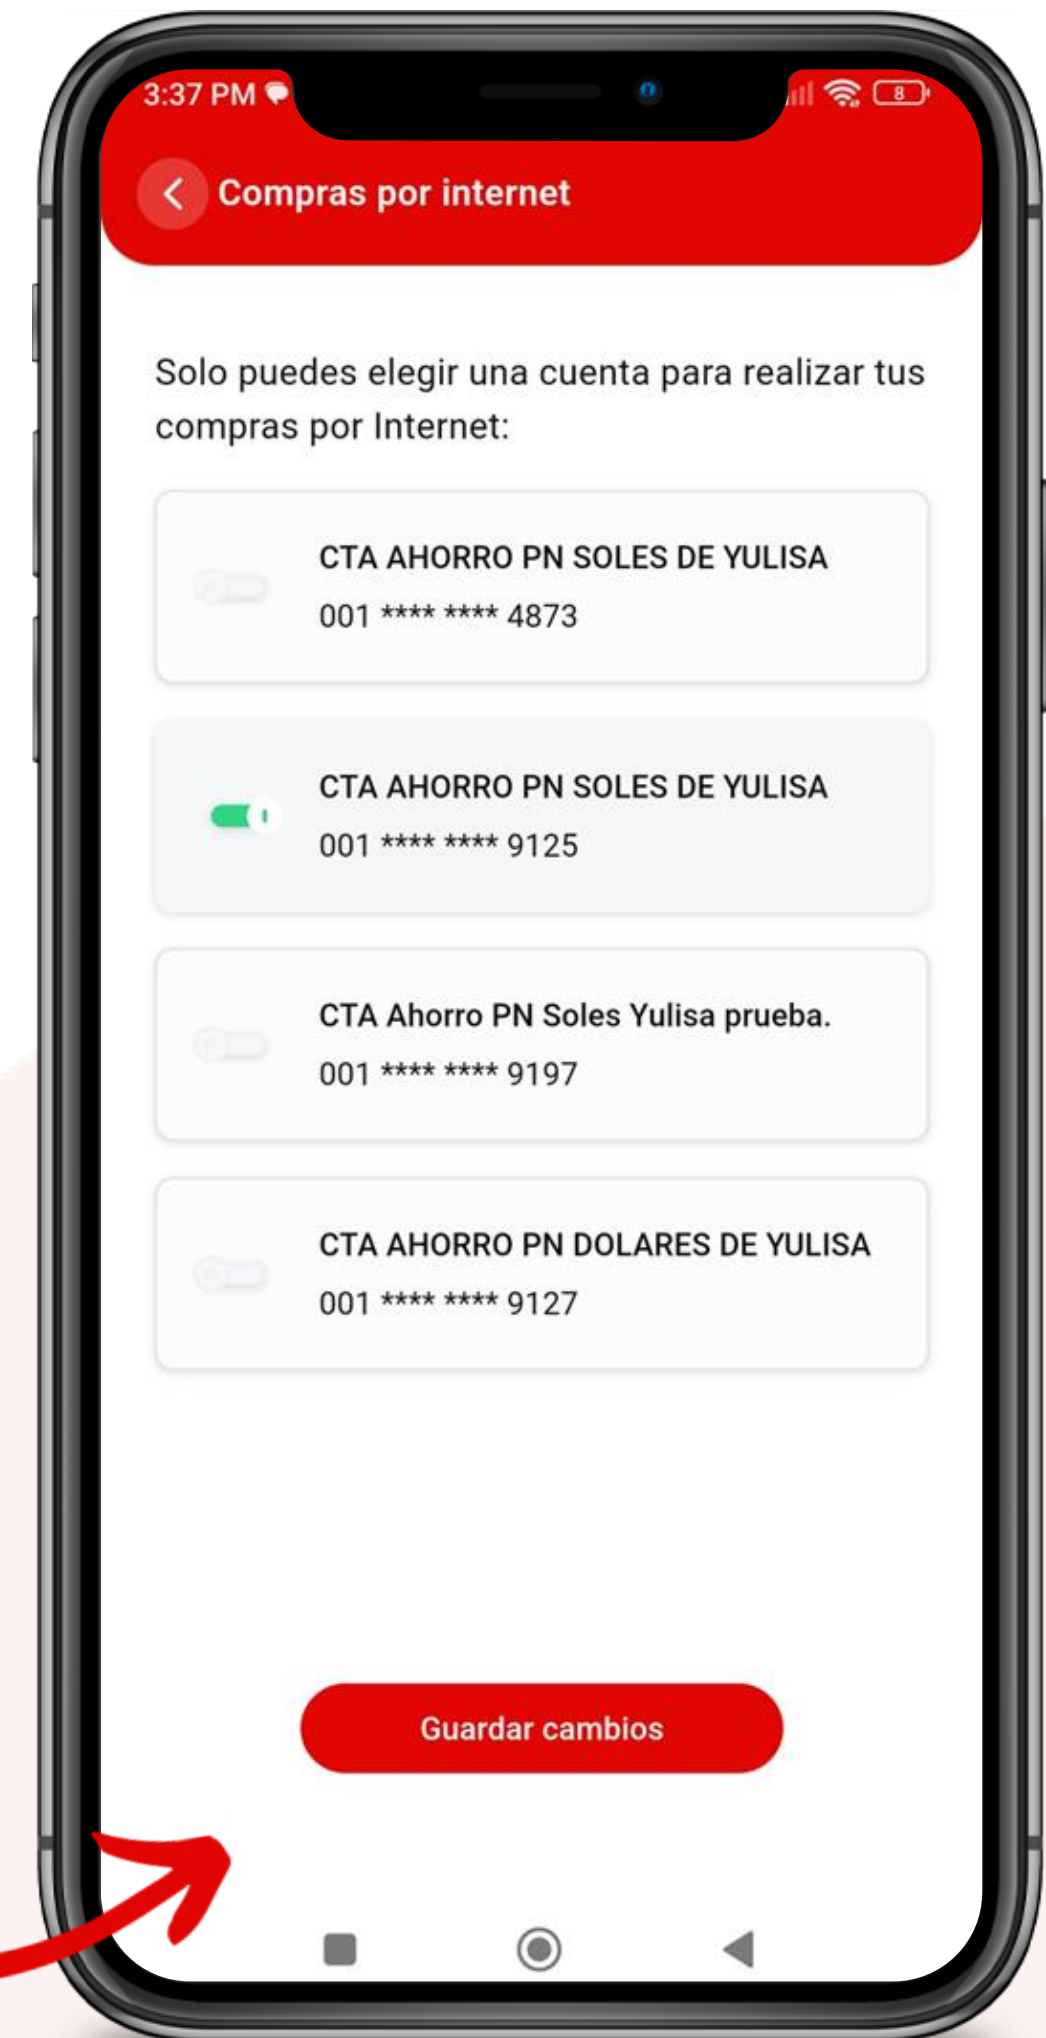 3:37 PM
8
Compras por internet
Solo puedes elegir una cuenta para realizar tus
compras por Internet:
CTA AHORRO PN SOLES DE YULISA
001 **** **** 4873
CTA AHORRO PN SOLES DE YULISA
001 **** **** 9125
CTA Ahorro PN Soles Yulisa prueba.
001 **** **** 9197
CTA AHORRO PN DOLARES DE YULISA
001 **** **** 9127
Guardar cambios